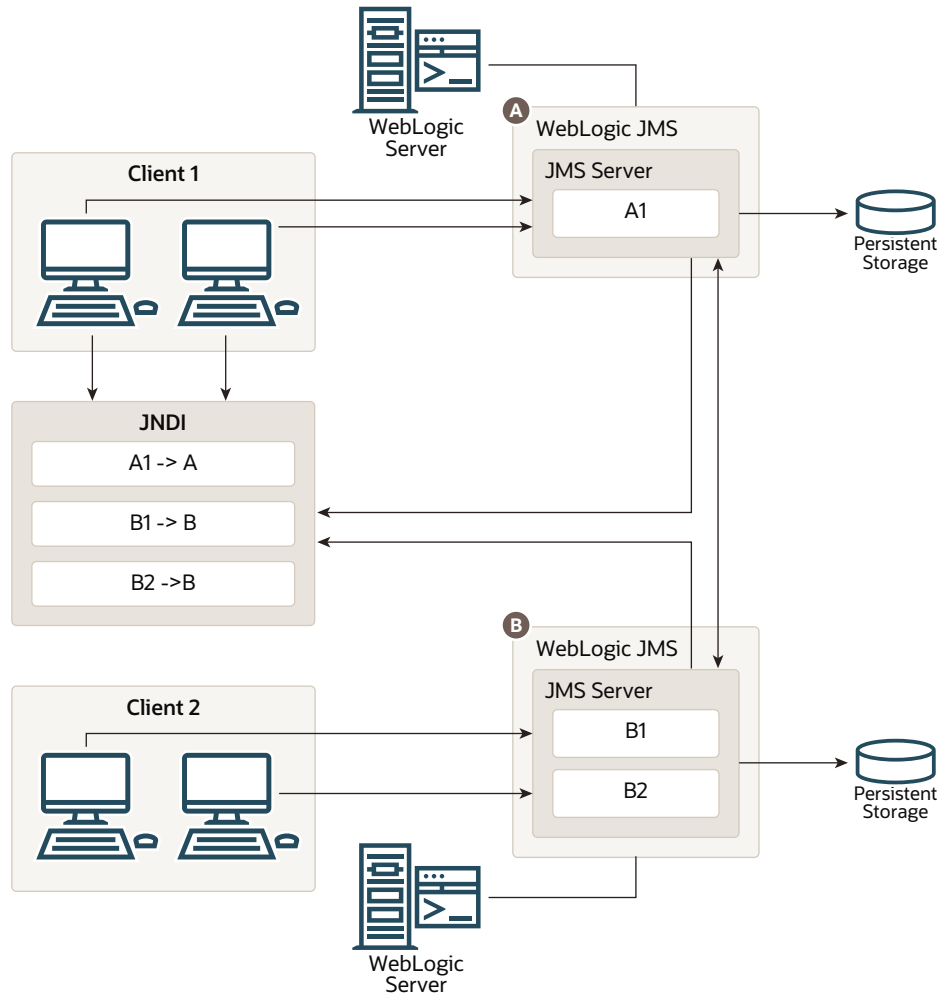 WebLogic
Server
A
WebLogic JMS
JMS Server
A1
Persistent
Storage
Client 1
JNDI
A1 -> A
B1 -> B
B2 ->B
B
WebLogic JMS
JMS Server
B1
B2
Persistent
Storage
Client 2
WebLogic
Server